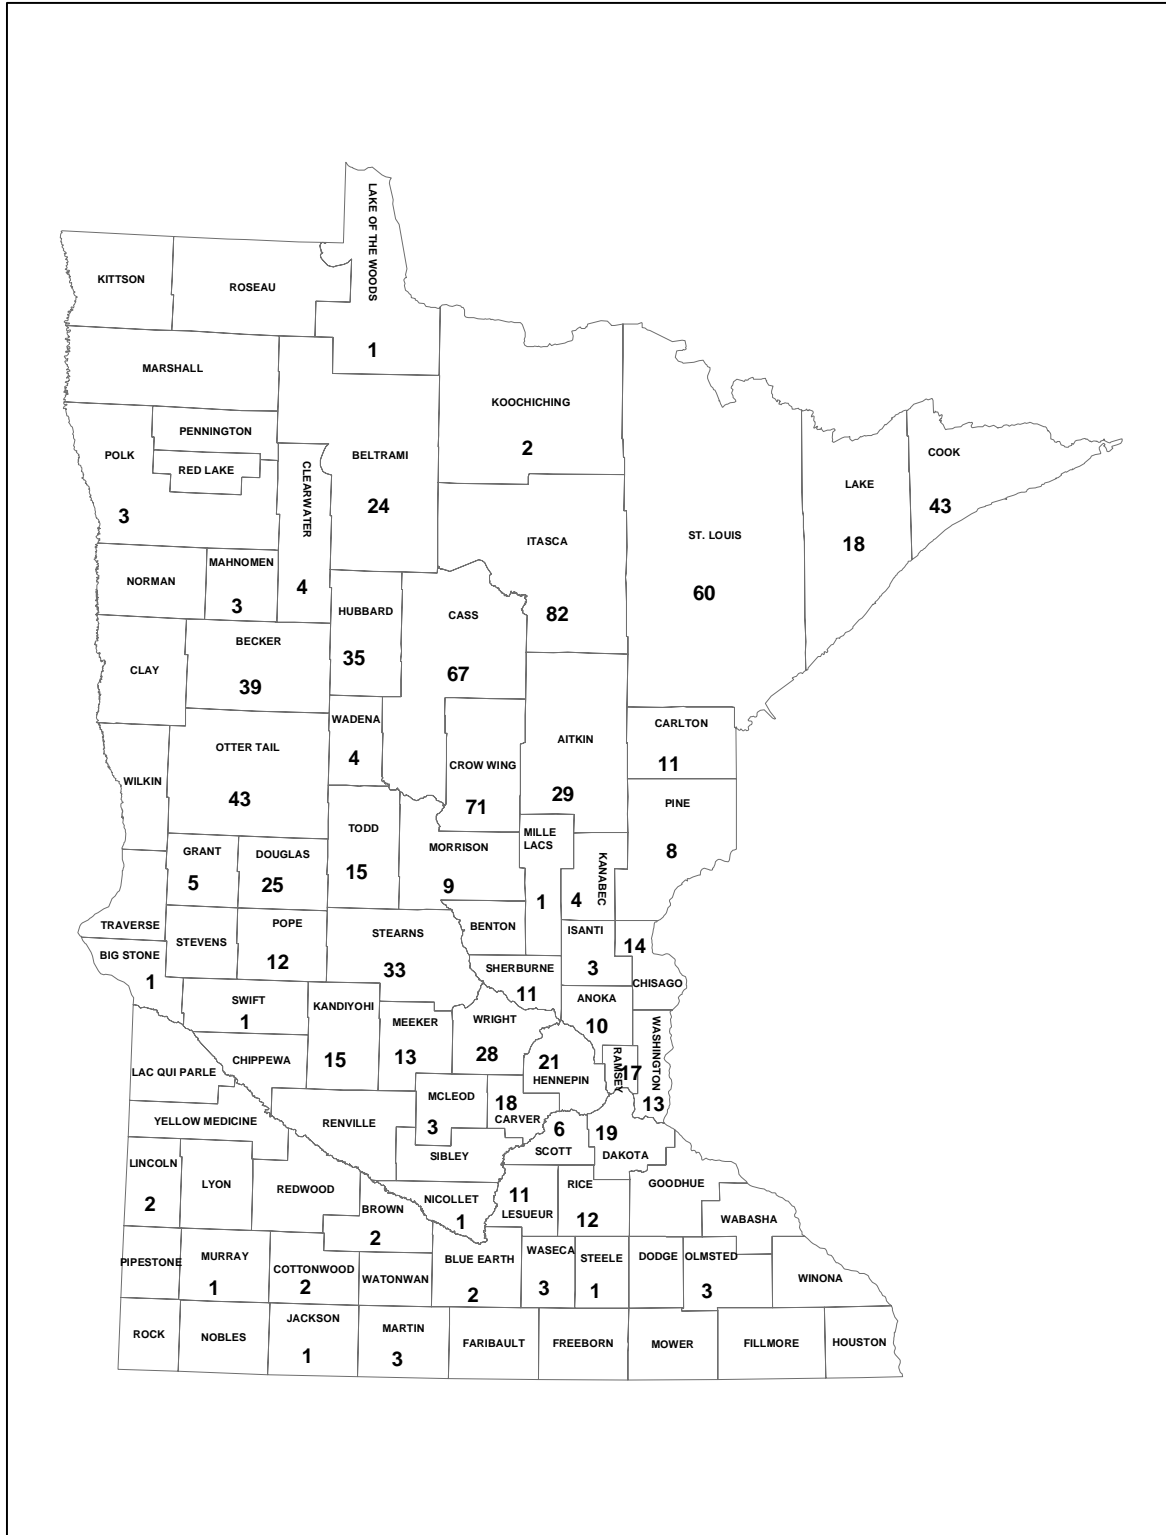 LAKE OF THE WOODS
1
KITTSON
ROSEAU
MARSHALL
KOOCHICHING
2
PENNINGTON
POLK
3
RED LAKE
CLEARWATER
4
BELTRAMI
24
COOK
43
LAKE
18
ST. LOUIS
60
ITASCA
82
NORMAN
MAHNOMEN
3
HUBBARD
35
CASS
67
BECKER
39
CLAY
WADENA
4
CARLTON
11
OTTER TAIL
43
AITKIN
29
CROW WING
71
WILKIN
PINE
8
TODD
15
MILLE
LACS
1
MORRISON
9
GRANT
5
DOUGLAS
25
KANABEC
4
TRAVERSE
STEVENS
POPE
12
STEARNS
33
BENTON
ISANTI
3
14
CHISAGO
BIG STONE
1
SHERBURNE
11
SWIFT
1
KANDIYOHI
15
ANOKA
10
MEEKER
13
WRIGHT
28
WASHINGTON
13
CHIPPEWA
21
HENNEPIN
RAMSEY
17
LAC QUI PARLE
MCLEOD
3
18
CARVER
YELLOW MEDICINE
RENVILLE
6
SCOTT
19
DAKOTA
SIBLEY
LINCOLN
2
LYON
REDWOOD
NICOLLET
1
11
LESUEUR
RICE
12
GOODHUE
BROWN
2
WABASHA
PIPESTONE
MURRAY
1
COTTONWOOD
2
WATONWAN
BLUE EARTH
2
WASECA
3
STEELE
1
DODGE
OLMSTED
3
WINONA
ROCK
NOBLES
JACKSON
1
MARTIN
3
FARIBAULT
FREEBORN
MOWER
FILLMORE
HOUSTON